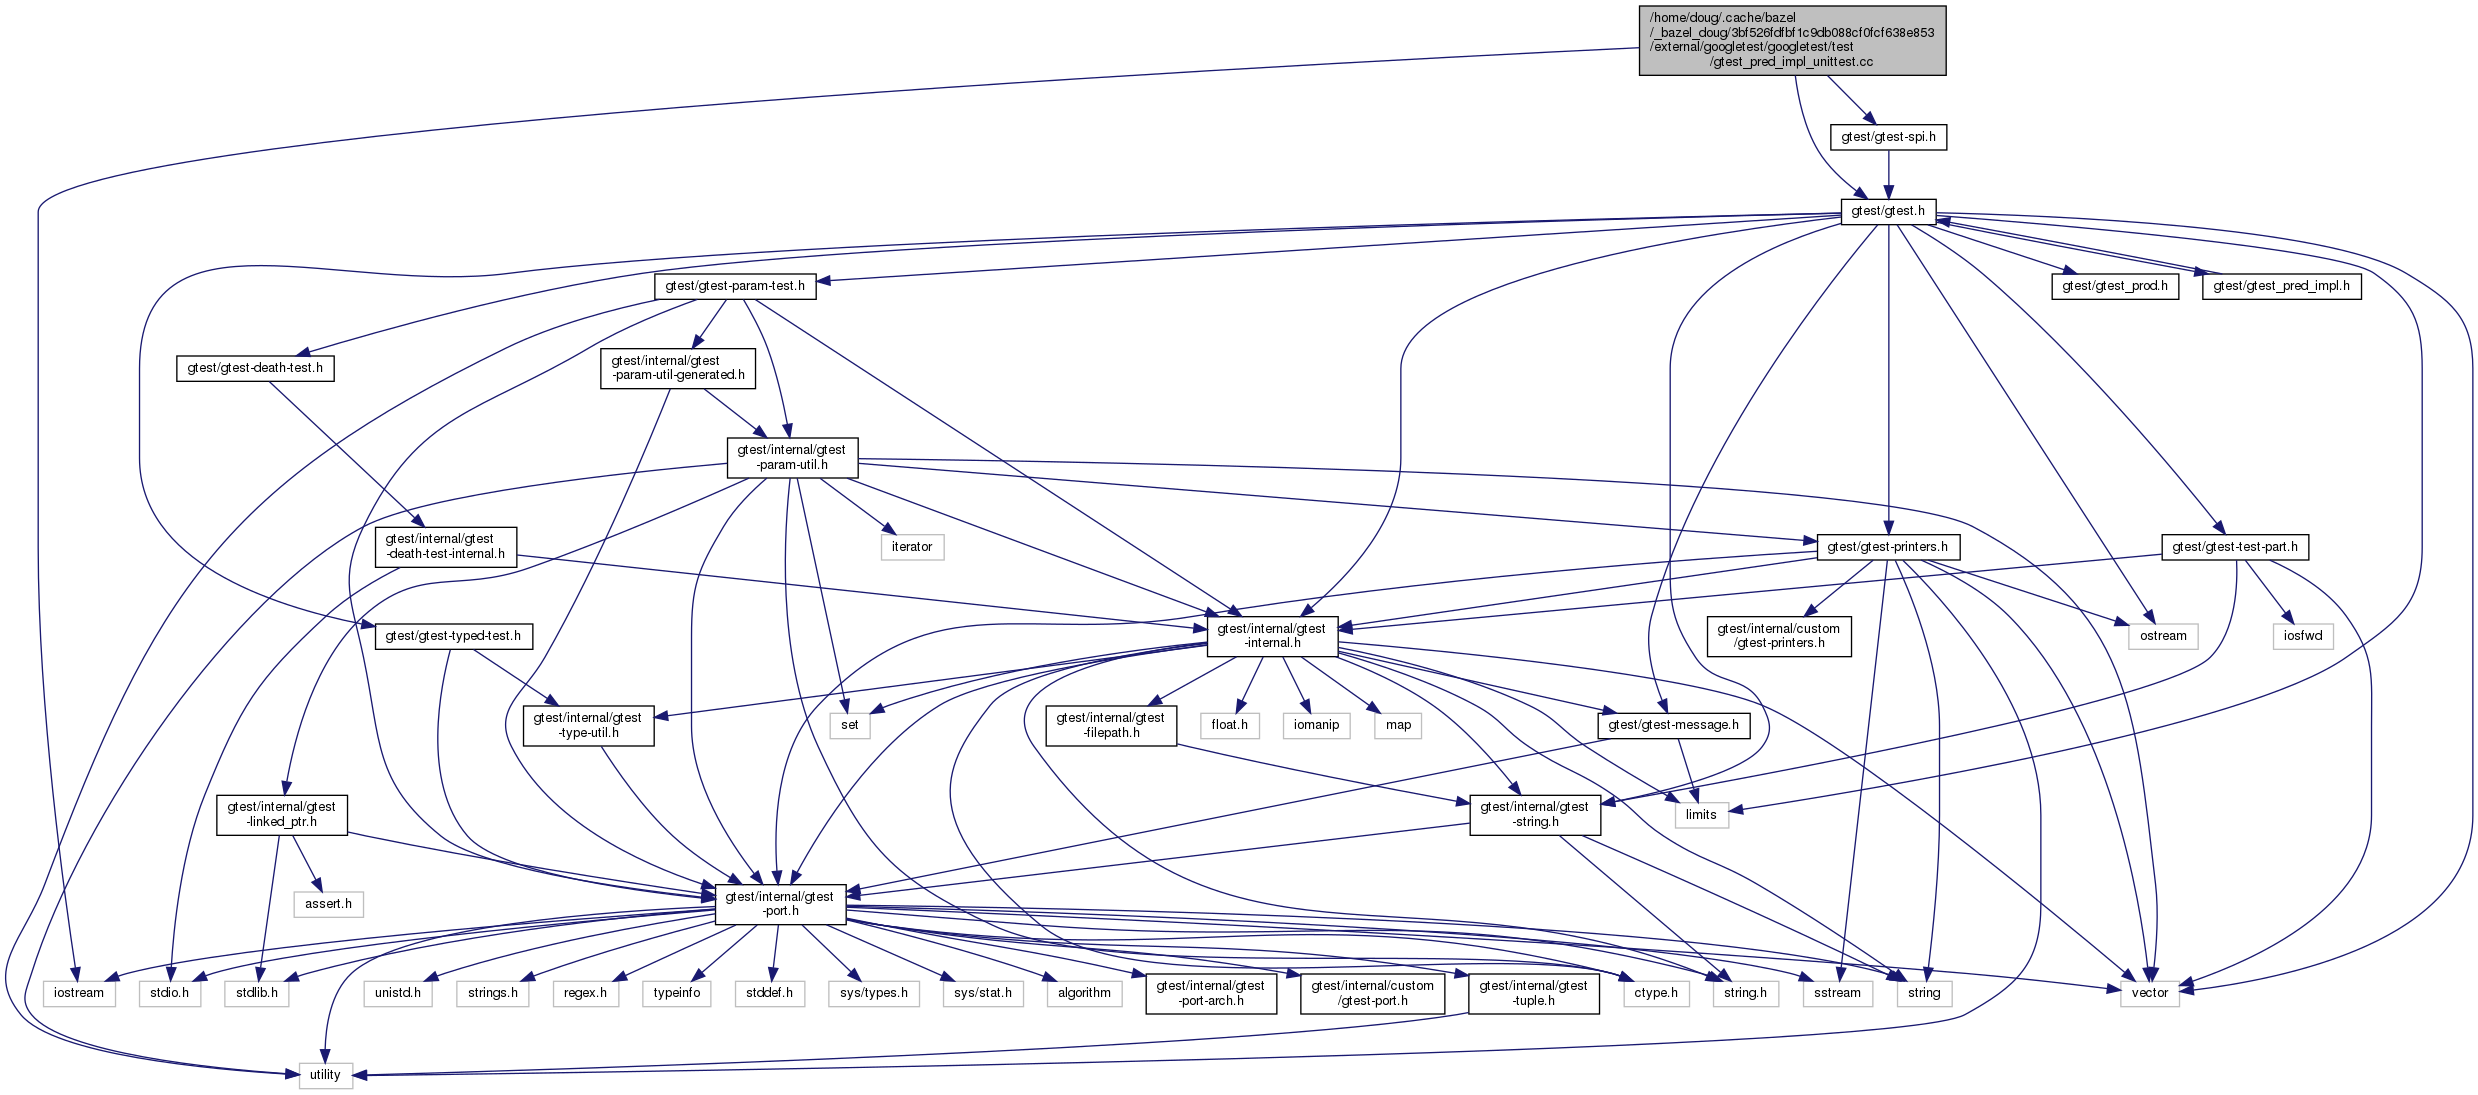 /home/doug/.cache/bazel
/_bazel_doug/3bf526fdfbf1c9db088cf0fcf638e853
/external/googletest/googletest/test
/gtest_pred_impl_unittest.cc
gtest/gtest-spi.h
gtest/gtest.h
gtest/gtest-param-test.h
gtest/gtest_prod.h
gtest/gtest_pred_impl.h
gtest/gtest-death-test.h
gtest/internal/gtest
-param-util-generated.h
gtest/internal/gtest
-param-util.h
gtest/internal/gtest
-death-test-internal.h
iterator
gtest/gtest-printers.h
gtest/gtest-test-part.h
gtest/gtest-typed-test.h
gtest/internal/gtest
-internal.h
gtest/internal/custom
/gtest-printers.h
ostream
iosfwd
gtest/internal/gtest
-type-util.h
set
gtest/internal/gtest
-filepath.h
float.h
iomanip
map
gtest/gtest-message.h
gtest/internal/gtest
-linked_ptr.h
gtest/internal/gtest
-string.h
limits
assert.h
gtest/internal/gtest
-port.h
iostream
stdio.h
stdlib.h
unistd.h
strings.h
regex.h
typeinfo
stddef.h
sys/types.h
sys/stat.h
algorithm
gtest/internal/gtest
-port-arch.h
gtest/internal/custom
/gtest-port.h
gtest/internal/gtest
-tuple.h
ctype.h
string.h
sstream
string
vector
utility